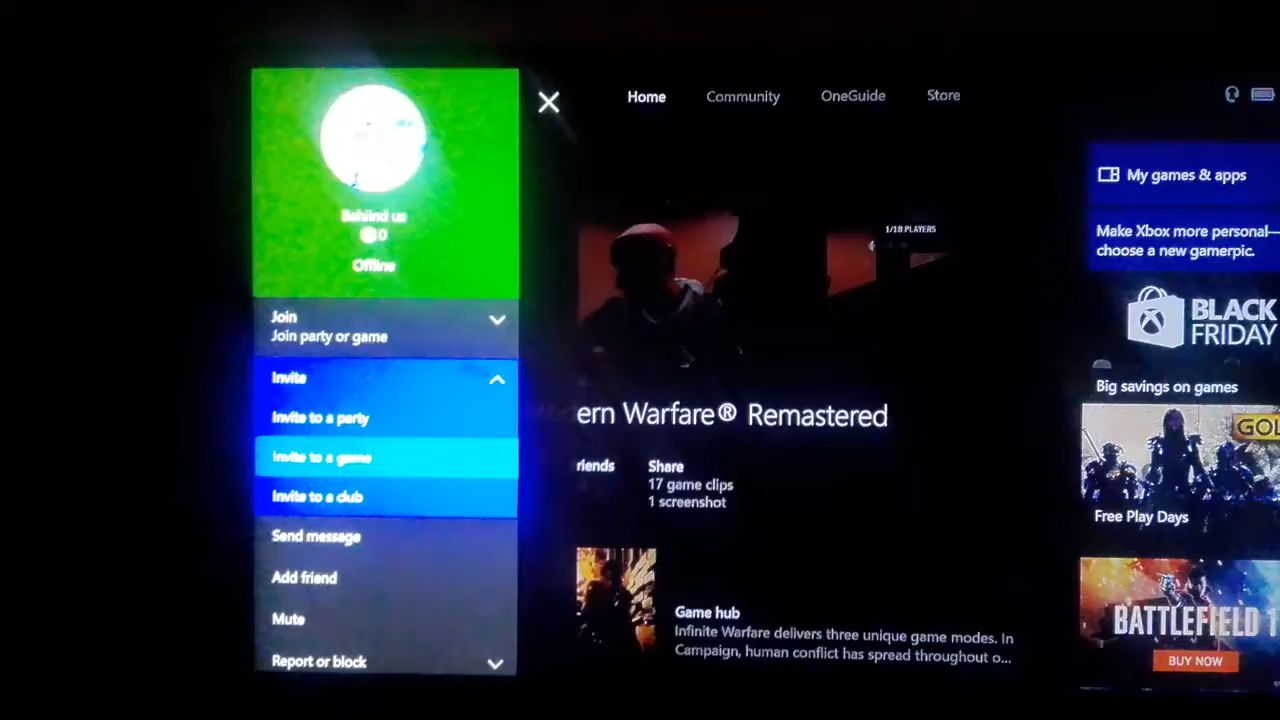 Home
Community
OneGuide
Store
Behiind us
0
Offline
Join
Join party or game
Invite
Invite to a party
Invite to a game
Invite to a club
Send message
Add friend
Mute
Report or block
1/18 PLAYERS
ern Warfare® Remastered
riends
Share
17 game clips
1 screenshot
Game hub
Infinite Warfare delivers three unique game modes. In
Campaign, human conflict has spread throughout o...
My games & apps
Make Xbox more personal—
choose a new gamerpic.
BLACK
FRIDAY
Big savings on games
GOL
Free Play Days
BATTLEFIELD 1
BUY NOW